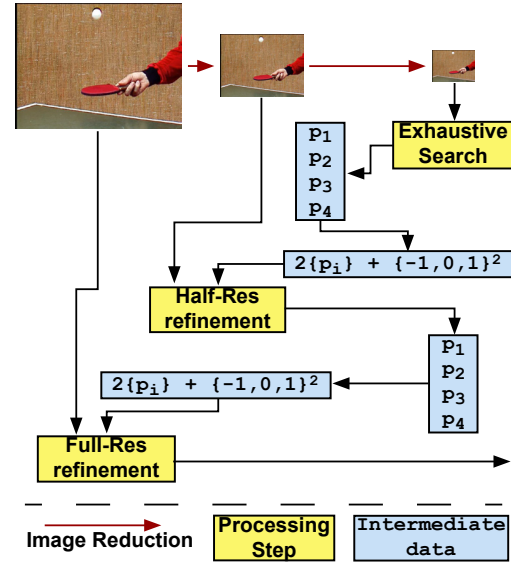 Exhaustive
Search
p₁
p₂
p₃
p₄
2{pᵢ} + {-1,0,1}²
Half-Res
refinement
p₁
p₂
p₃
p₄
2{pᵢ} + {-1,0,1}²
Full-Res
refinement
Image Reduction
Processing
Step
Intermediate
data